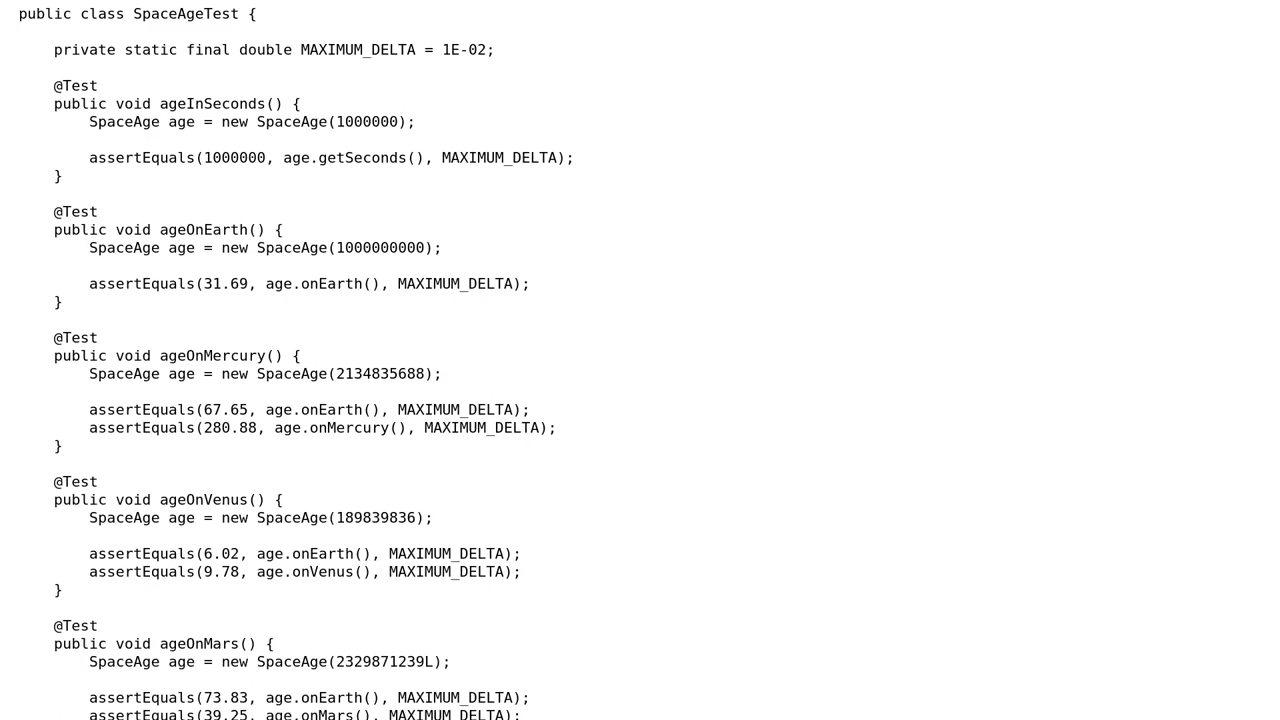 public class SpaceAgeTest {
private static final double MAXIMUM_DELTA = 1E-02;
@Test
public void ageInSeconds() {
SpaceAge age = new SpaceAge(1000000);
assertEquals(1000000, age.getSeconds(), MAXIMUM_DELTA);
}
@Test
public void ageOnEarth() {
SpaceAge age = new SpaceAge(1000000000);
assertEquals(31.69, age.onEarth(), MAXIMUM_DELTA);
}
@Test
public void ageOnMercury() {
SpaceAge age = new SpaceAge(2134835688);
assertEquals(67.65, age.onEarth(), MAXIMUM_DELTA);
assertEquals(280.88, age.onMercury(), MAXIMUM_DELTA);
}
@Test
public void ageOnVenus() {
SpaceAge age = new SpaceAge(189839836);
assertEquals(6.02, age.onEarth(), MAXIMUM_DELTA);
assertEquals(9.78, age.onVenus(), MAXIMUM_DELTA);
}
@Test
public void ageOnMars() {
SpaceAge age = new SpaceAge(2329871239L);
assertEquals(73.83, age.onEarth(), MAXIMUM_DELTA);
assertEquals(39.25, age.onMars(), MAXIMUM_DELTA);